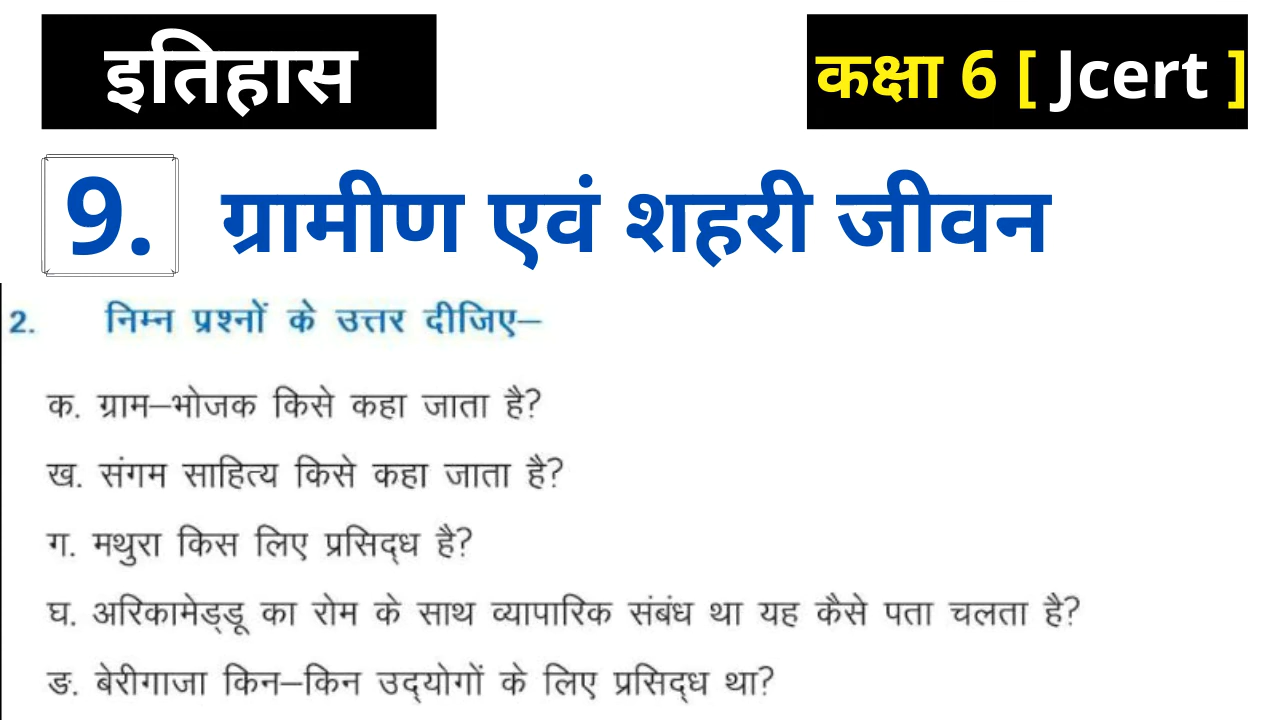 इतिहास
कक्षा 6 [ Jcert ]
9. ग्रामीण एवं शहरी जीवन
2. निम्न प्रश्नों के उत्तर दीजिए–
क. ग्राम–भोजक किसे कहा जाता है?
ख. संगम साहित्य किसे कहा जाता है?
ग. मथुरा किस लिए प्रसिद्ध है?
घ. अरिकामेड्डू का रोम के साथ व्यापारिक संबंध था यह कैसे पता चलता है?
ङ. बेरीगाजा किन–किन उद्योगों के लिए प्रसिद्ध था?